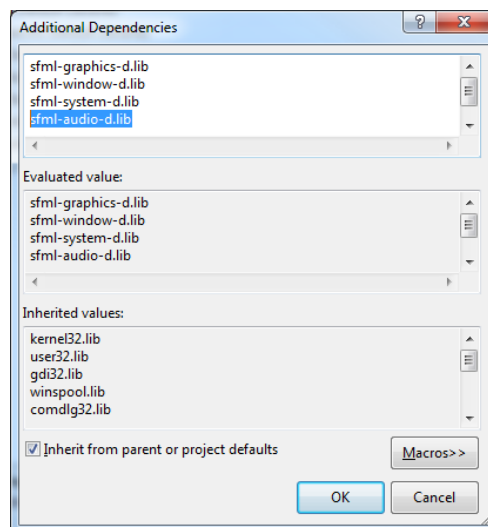 Additional Dependencies
sfml-graphics-d.lib
sfml-window-d.lib
sfml-system-d.lib
sfml-audio-d.lib
Evaluated value:
sfml-graphics-d.lib
sfml-window-d.lib
sfml-system-d.lib
sfml-audio-d.lib
Inherited values:
kernel32.lib
user32.lib
gdi32.lib
winspool.lib
comdlg32.lib
Inherit from parent or project defaults
Macros>>
OK
Cancel